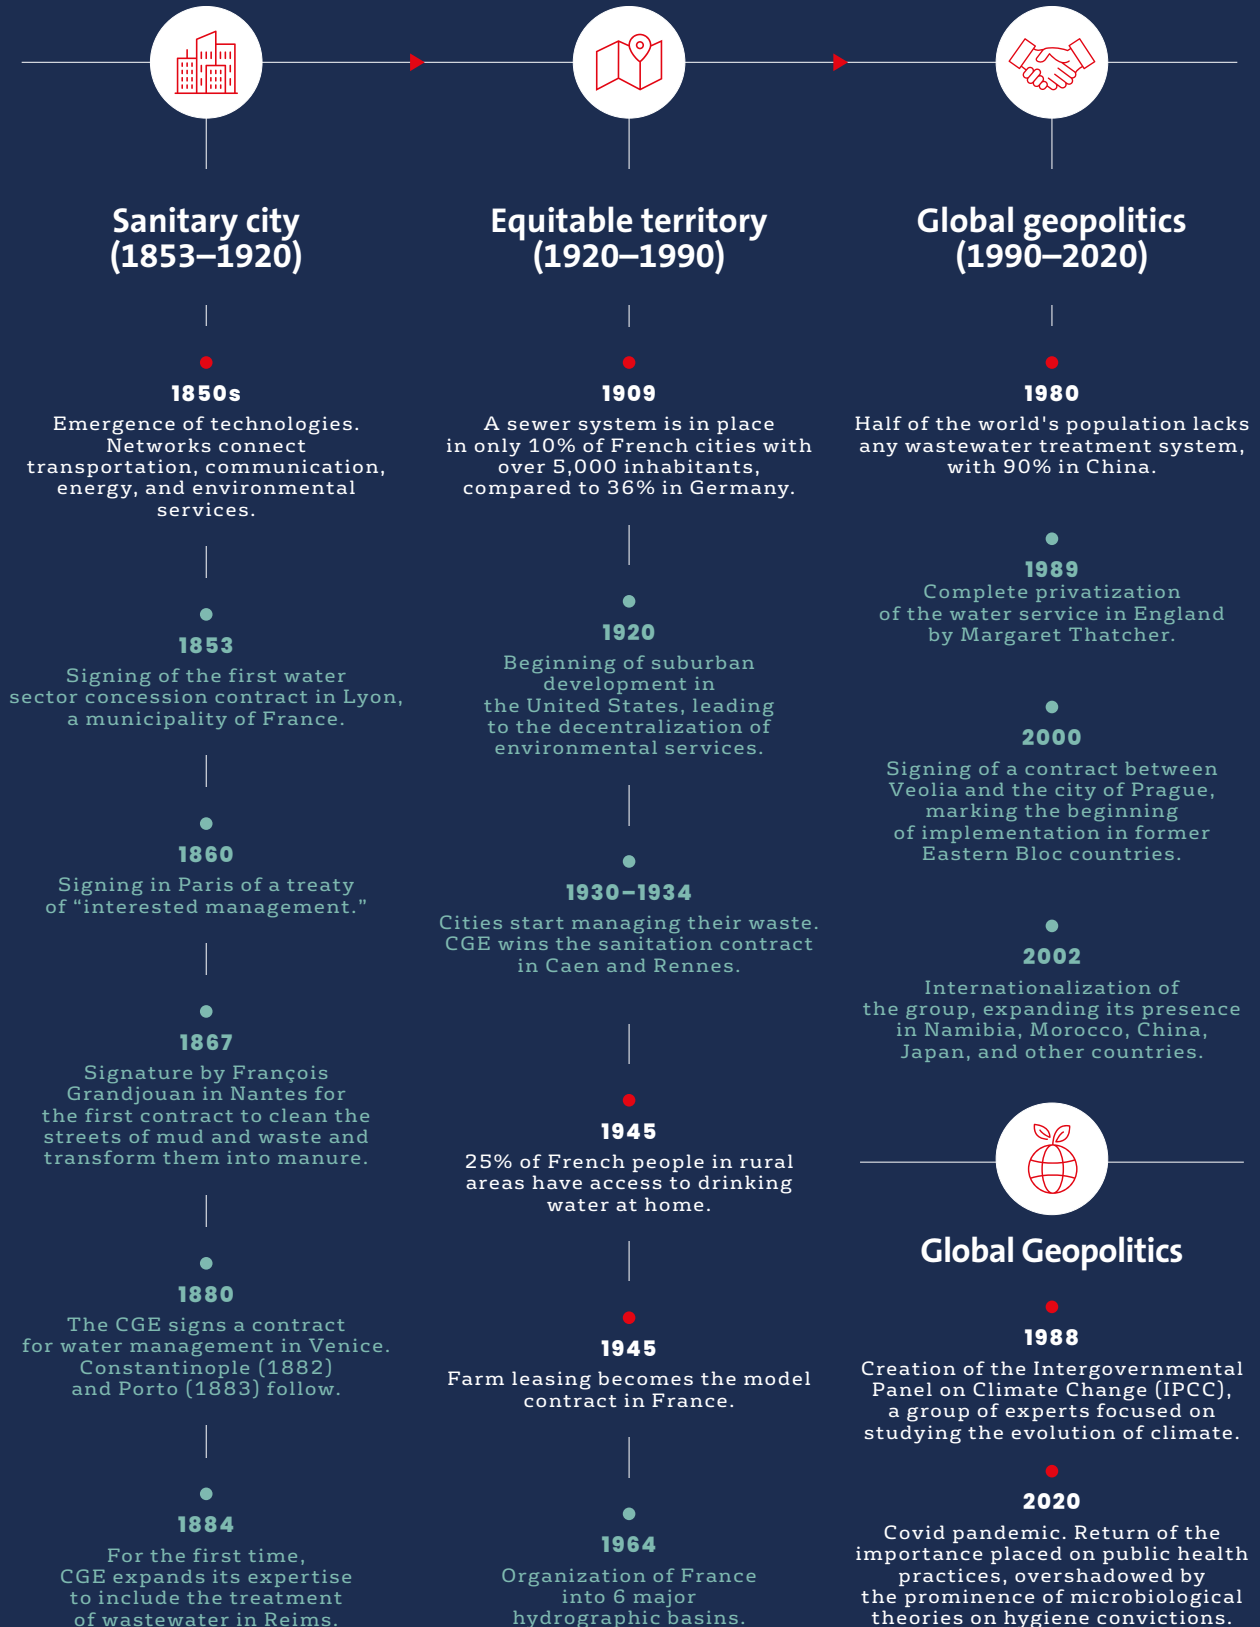 Sanitary city
(1853–1920)
1850s
Emergence of technologies.
Networks connect
transportation, communication,
energy, and environmental
services.
1853
Signing of the first water
sector concession contract in Lyon,
a municipality of France.
1860
Signing in Paris of a treaty
of “interested management.”
1867
Signature by François
Grandjouan in Nantes for
the first contract to clean the
streets of mud and waste and
transform them into manure.
1880
The CGE signs a contract
for water management in Venice.
Constantinople (1882)
and Porto (1883) follow.
1884
For the first time,
CGE expands its expertise
to include the treatment
of wastewater in Reims.
Equitable territory
(1920–1990)
1909
A sewer system is in place
in only 10% of French cities with
over 5,000 inhabitants,
compared to 36% in Germany.
1920
Beginning of suburban
development in
the United States, leading
to the decentralization of
environmental services.
1930–1934
Cities start managing their waste.
CGE wins the sanitation contract
in Caen and Rennes.
1945
25% of French people in rural
areas have access to drinking
water at home.
1945
Farm leasing becomes the model
contract in France.
1964
Organization of France
into 6 major
hydrographic basins.
Global geopolitics
(1990–2020)
1980
Half of the world's population lacks
any wastewater treatment system,
with 90% in China.
1989
Complete privatization
of the water service in England
by Margaret Thatcher.
2000
Signing of a contract between
Veolia and the city of Prague,
marking the beginning
of implementation in former
Eastern Bloc countries.
2002
Internationalization of
the group, expanding its presence
in Namibia, Morocco, China,
Japan, and other countries.
Global Geopolitics
1988
Creation of the Intergovernmental
Panel on Climate Change (IPCC),
a group of experts focused on
studying the evolution of climate.
2020
Covid pandemic. Return of the
importance placed on public health
practices, overshadowed by
the prominence of microbiological
theories on hygiene convictions.